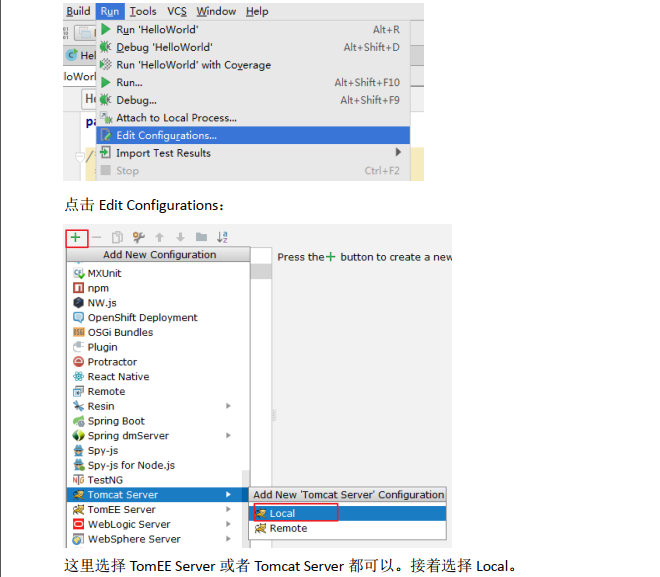 Build Run Tools VCS Window Help
Run 'HelloWorld' Alt+R
Debug 'HelloWorld' Alt+Shift+D
Run 'HelloWorld' with Coverage
Run... Alt+Shift+F10
Debug... Alt+Shift+F9
Attach to Local Process...
Edit Configurations...
Import Test Results
Stop Ctrl+F2
点击 Edit Configurations：
Add New Configuration
Press the + button to create a new
MXUnit
npm
NW.js
OpenShift Deployment
OSGi Bundles
Plugin
Protractor
React Native
Remote
Resin
Spring Boot
Spring dmServer
Spy-js
Spy-js for Node.js
TestNG
Tomcat Server
Add New 'Tomcat Server' Configuration
TomEE Server
Local
WebLogic Server
Remote
WebSphere Server
这里选择 TomEE Server 或者 Tomcat Server 都可以。接着选择 Local。